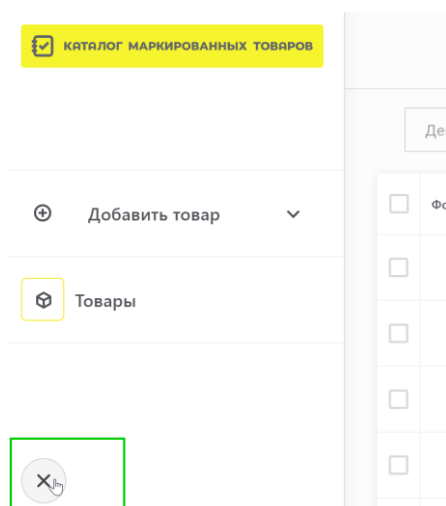 КАТАЛОГ МАРКИРОВАННЫХ ТОВАРОВ
Добавить товар
Товары